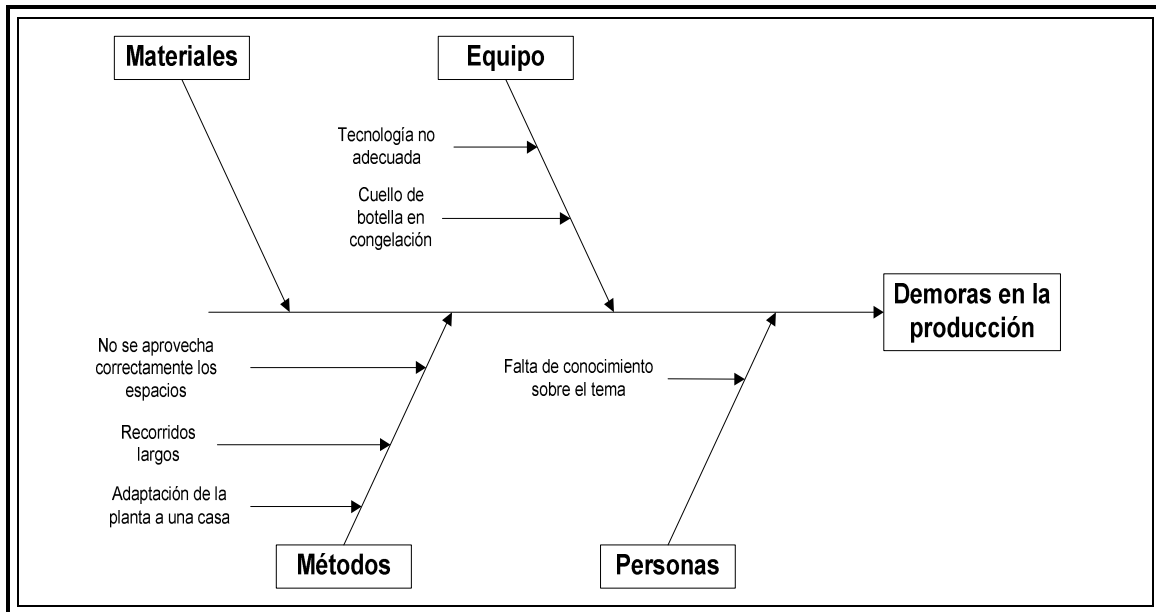 Materiales
Equipo
Tecnología no
adecuada
Cuello de
botella en
congelación
Demoras en la
producción
No se aprovecha
correctamente los
espacios
Falta de conocimiento
sobre el tema
Recorridos
largos
Adaptación de la
planta a una casa
Métodos
Personas